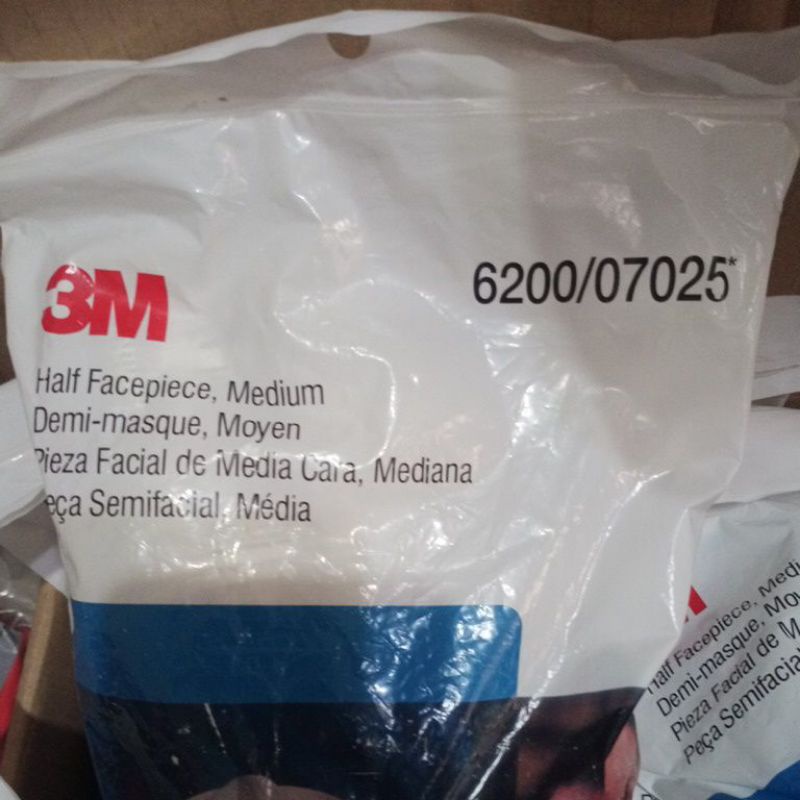 3M
6200/07025*
Half Facepiece, Medium
Demi-masque, Moyen
Pieza Facial de Media Cara, Mediana
Peça Semifacial, Média
Half Facepiece, Medi
Demi-masque, Mo
Pieza Facial de M
Peça Semifacial